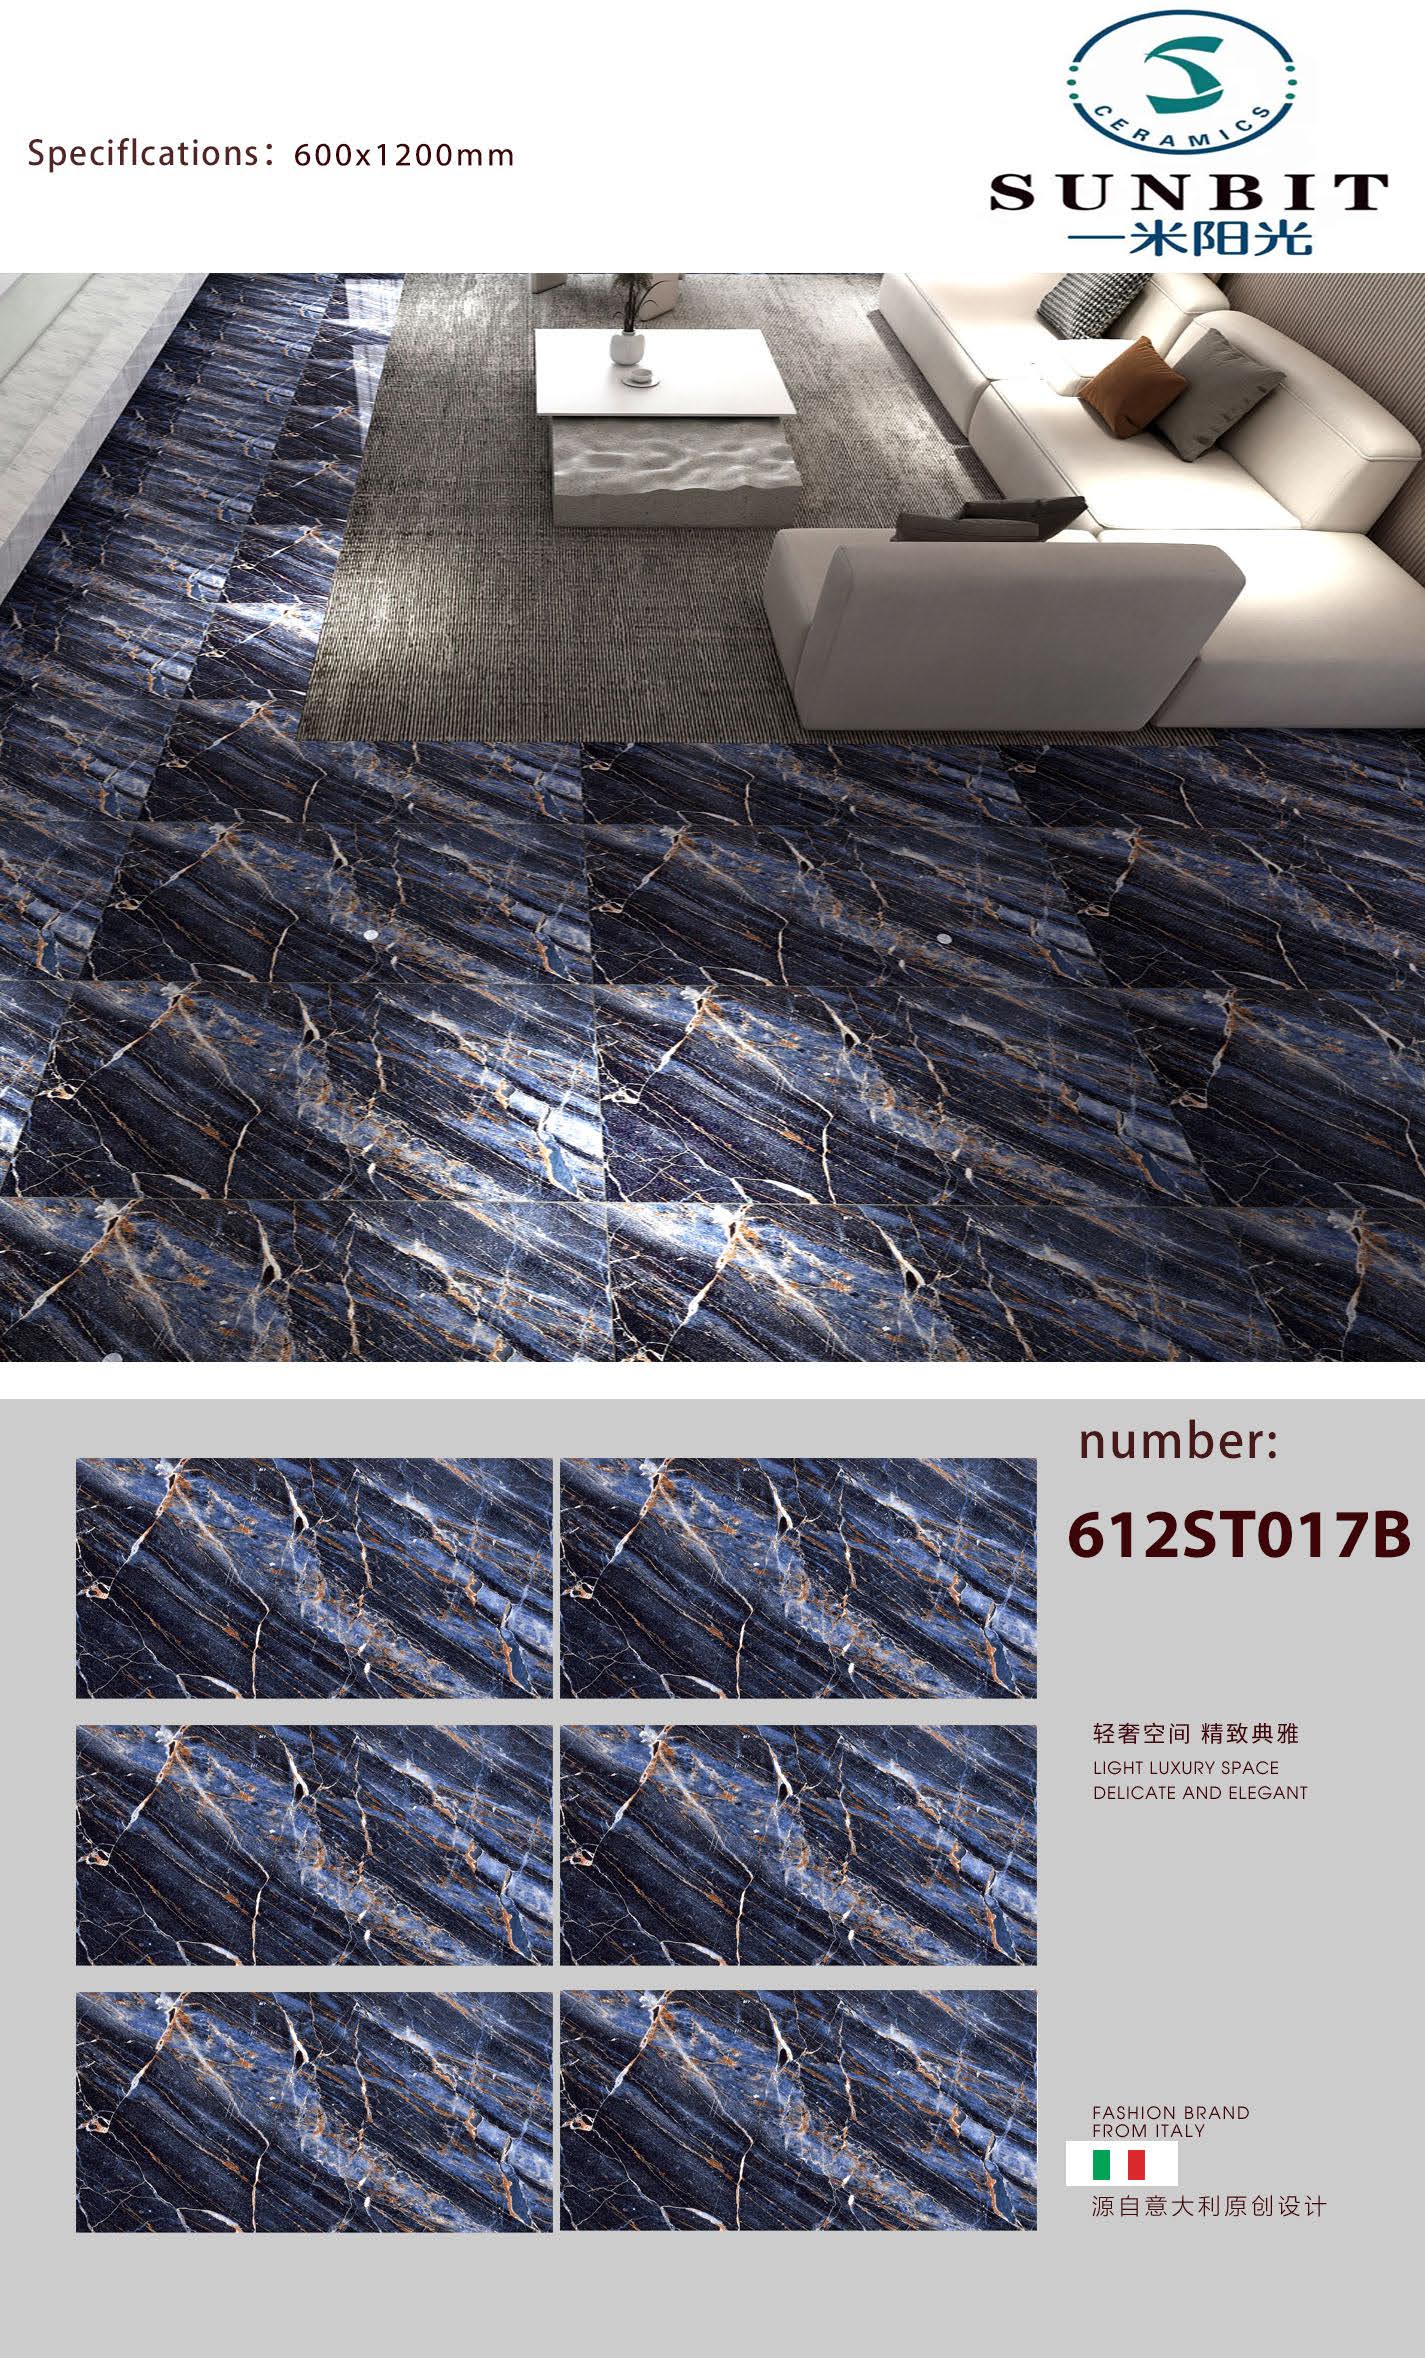 CERAMICS
SUNBIT
一米阳光
Speciflcations：600x1200mm
number:
612ST017B
轻奢空间 精致典雅
LIGHT LUXURY SPACE
DELICATE AND ELEGANT
FASHION BRAND
FROM ITALY
源自意大利原创设计